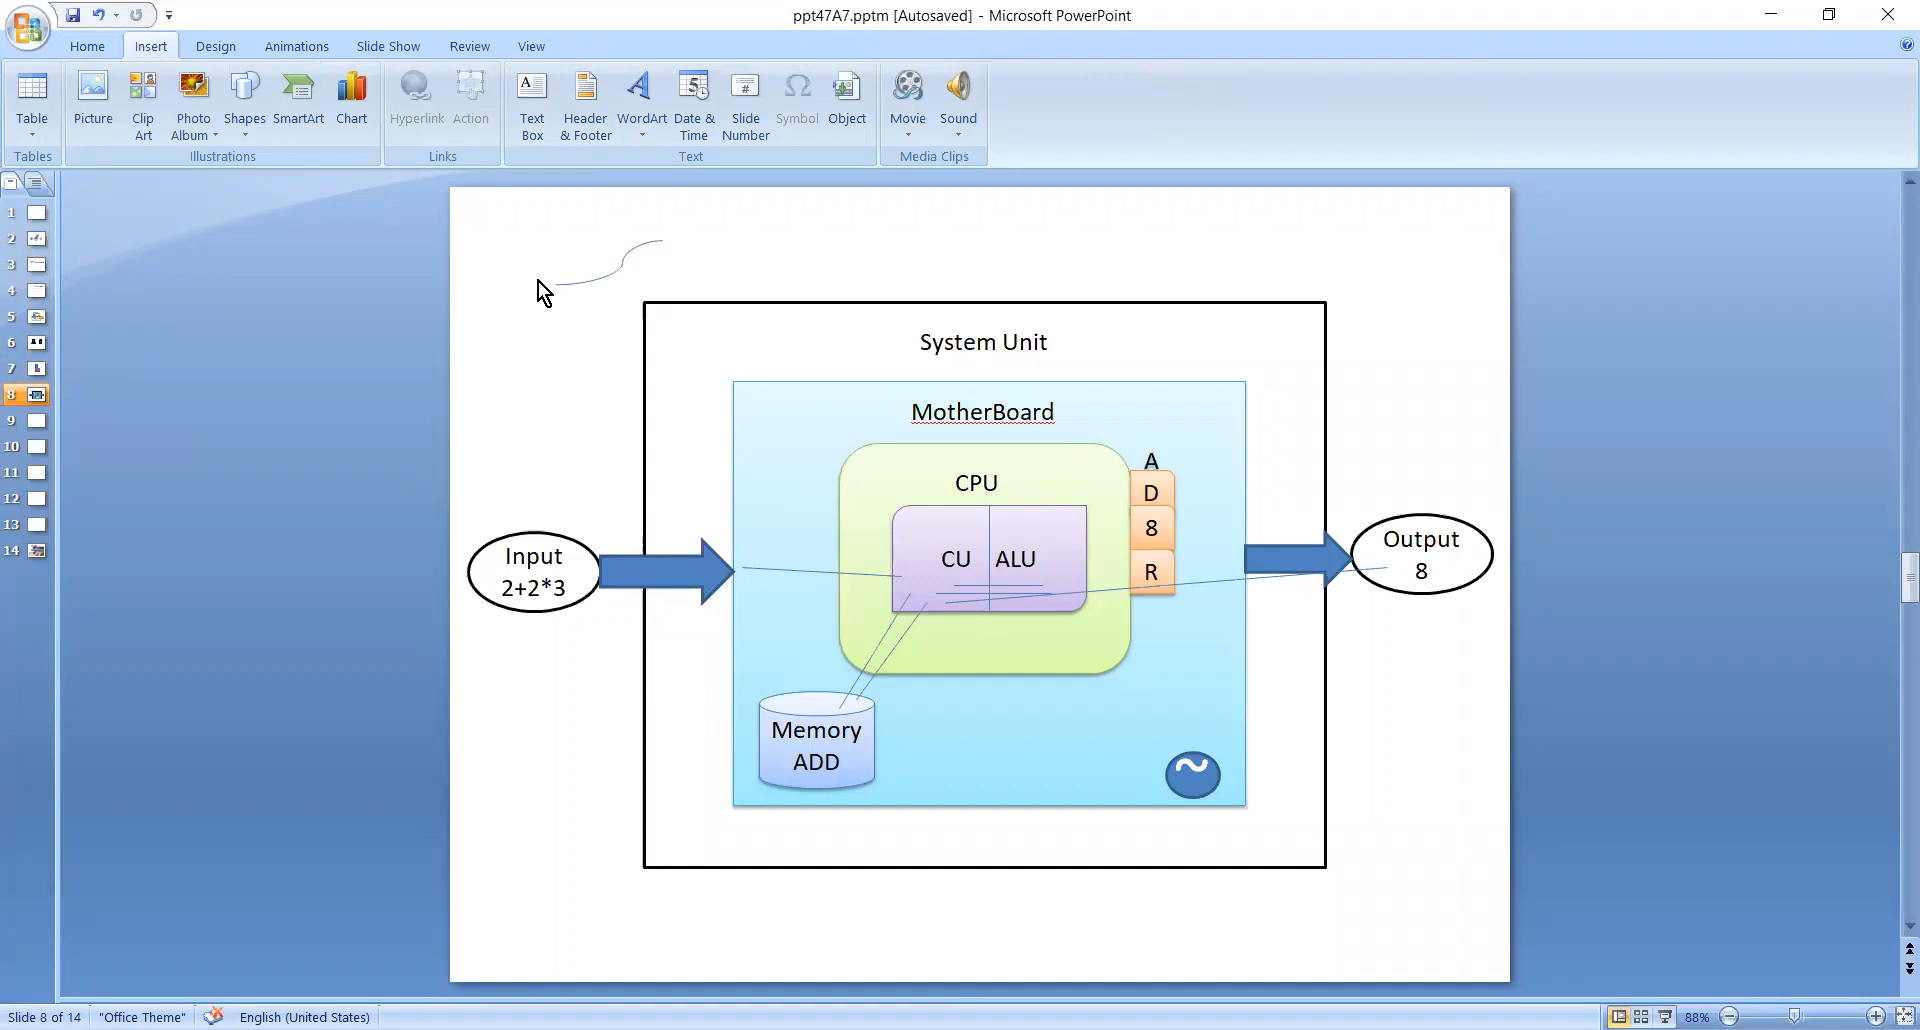 ppt47A7.pptm [Autosaved] - Microsoft PowerPoint
Home Insert Design Animations Slide Show Review View
Table
Picture
Clip
Art
Photo
Album
Shapes
SmartArt
Chart
Hyperlink
Action
A
Text
Box
Header
& Footer
A
WordArt
5
Date &
Time
#
Slide
Number
Ω
Symbol
Object
Movie
Sound
Tables
Illustrations
Links
Text
Media Clips
1
2
3
4
5
6
7
8
9
10
11
12
13
14
System Unit
MotherBoard
CPU
CU
ALU
A
D
8
R
Input
2+2*3
Output
8
Memory
ADD
~
Slide 8 of 14
"Office Theme"
English (United States)
88%